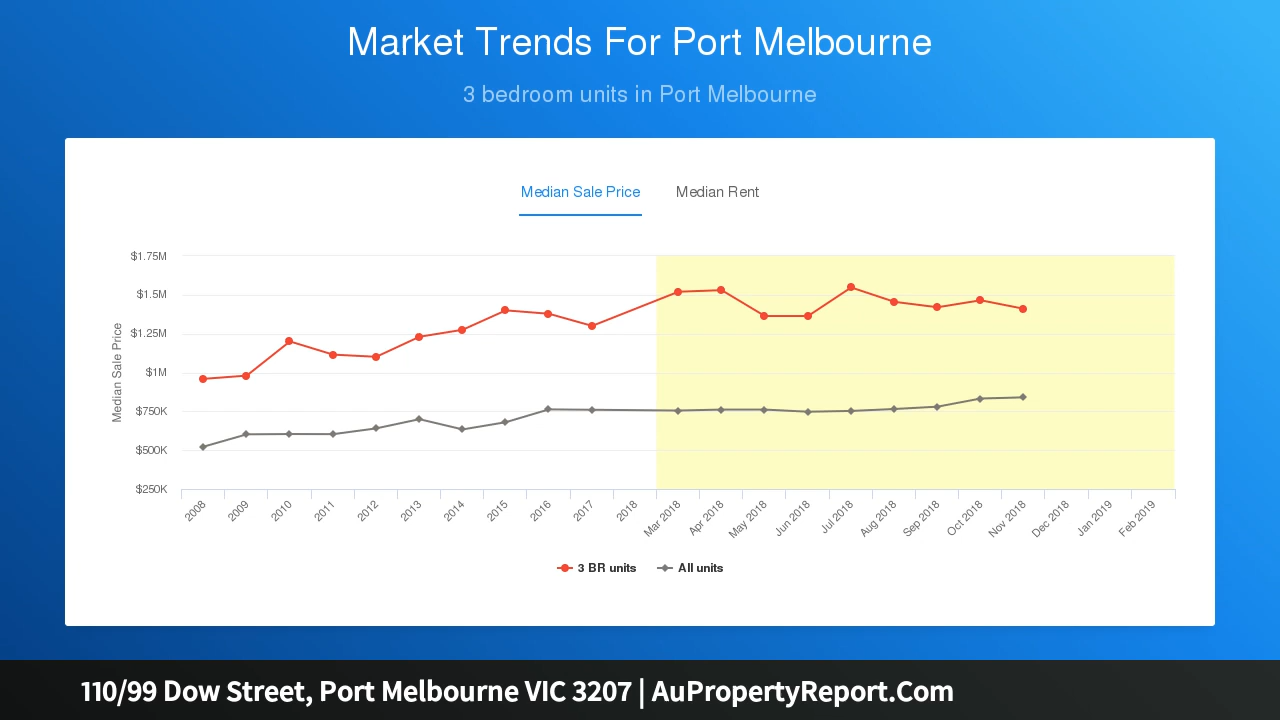 Market Trends For Port Melbourne
3 bedroom units in Port Melbourne
Median Sale Price Median Rent
Median Sale Price
$1.75M
$1.5M
$1.25M
$1M
$750K
$500K
$250K
2008 2009 2010 2011 2012 2013 2014 2015 2016 2017 2018 Mar 2018 Apr 2018 May 2018 Jun 2018 Jul 2018 Aug 2018 Sep 2018 Oct 2018 Nov 2018 Dec 2018 Jan 2019 Feb 2019
3 BR units All units
110/99 Dow Street, Port Melbourne VIC 3207 | AuPropertyReport.Com